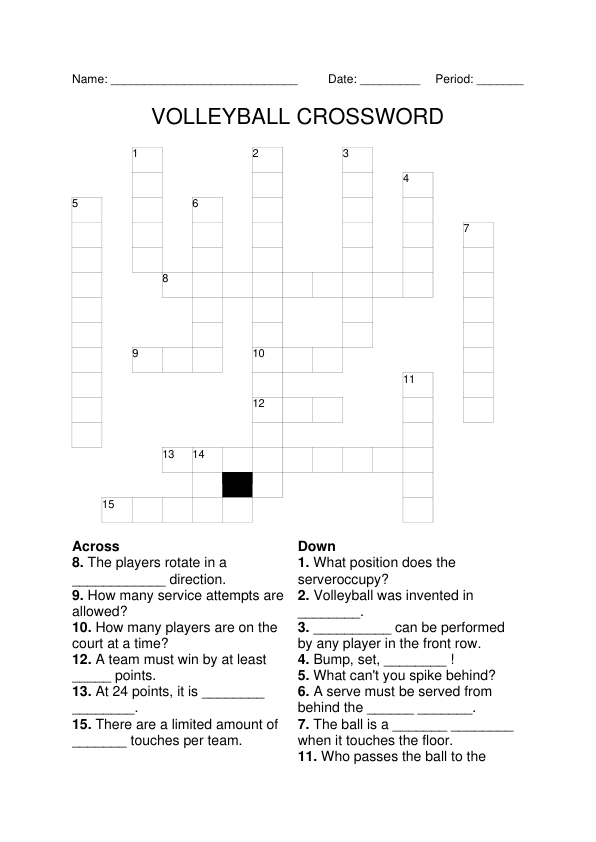 Name: ____________________________ Date: _________ Period: _______
VOLLEYBALL CROSSWORD
1 2 3
4
5 6
7
8
9 10
11
12
13 14
15
Across
8. The players rotate in a
____________ direction.
9. How many service attempts are
allowed?
10. How many players are on the
court at a time?
12. A team must win by at least
_____ points.
13. At 24 points, it is ________
________.
15. There are a limited amount of
_______ touches per team.
Down
1. What position does the
serveroccupy?
2. Volleyball was invented in
________.
3. __________ can be performed
by any player in the front row.
4. Bump, set, ________ !
5. What can't you spike behind?
6. A serve must be served from
behind the ______ _______.
7. The ball is a _______ ________
when it touches the floor.
11. Who passes the ball to the